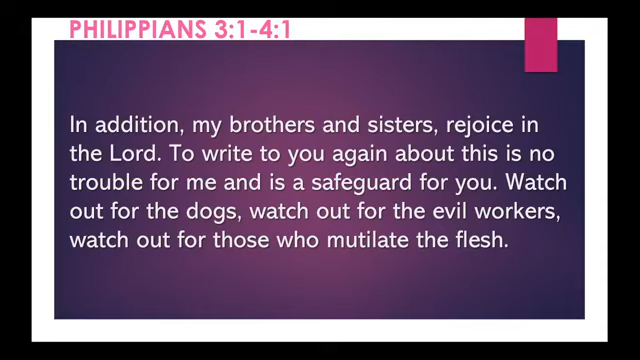 PHILIPPIANS 3:1-4:1
In addition, my brothers and sisters, rejoice in
the Lord. To write to you again about this is no
trouble for me and is a safeguard for you. Watch
out for the dogs, watch out for the evil workers,
watch out for those who mutilate the flesh.